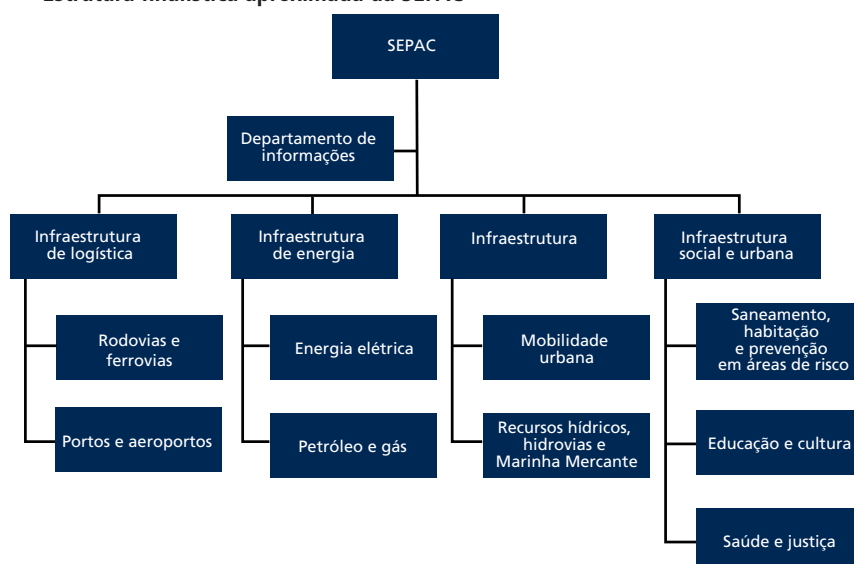 SEPAC
Departamento de
informações
Infraestrutura
de logística
Infraestrutura
de energia
Infraestrutura
Infraestrutura
social e urbana
Rodovias e
ferrovias
Energia elétrica
Mobilidade
urbana
Saneamento,
habitação
e prevenção
em áreas de risco
Portos e aeroportos
Petróleo e gás
Recursos hídricos,
hidrovias e
Marinha Mercante
Educação e cultura
Saúde e justiça